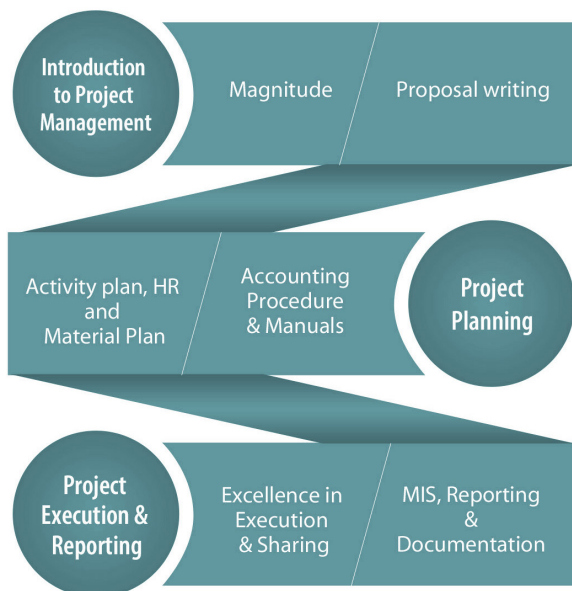 Introduction
to Project
Management
Magnitude
Proposal writing
Activity plan, HR
and
Material Plan
Accounting
Procedure
& Manuals
Project
Planning
Project
Execution &
Reporting
Excellence in
Execution
& Sharing
MIS, Reporting
&
Documentation